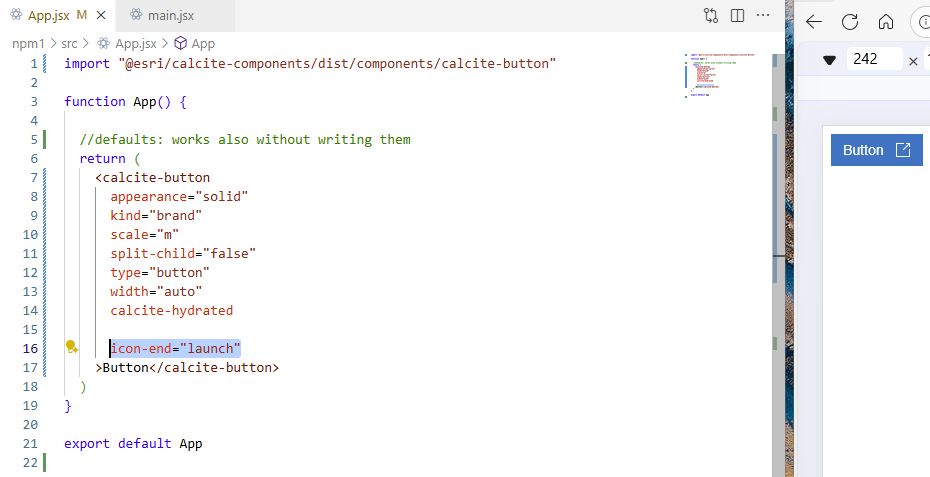 App.jsx M
main.jsx
npm1 > src > App.jsx > App
1 import "@esri/calcite-components/dist/components/calcite-button"
2
3 function App() {
4
5 //defaults: works also without writing them
6 return (
7 <calcite-button
8 appearance="solid"
9 kind="brand"
10 scale="m"
11 split-child="false"
12 type="button"
13 width="auto"
14 calcite-hydrated
15
16 icon-end="launch"
17 >Button</calcite-button>
18 )
19 }
20
21 export default App
22
242 ×
Button